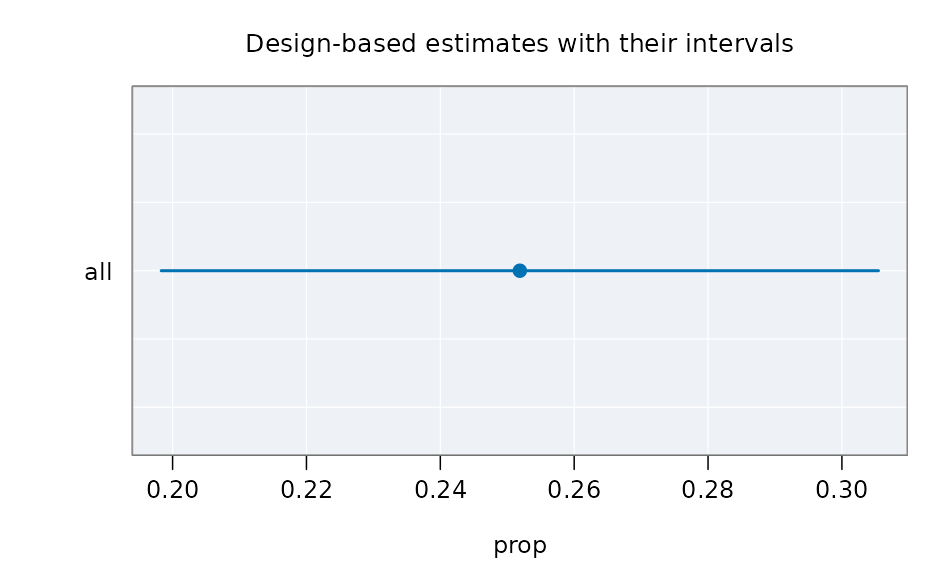 Design-based estimates with their intervals
all
0.20 0.22 0.24 0.26 0.28 0.30
prop